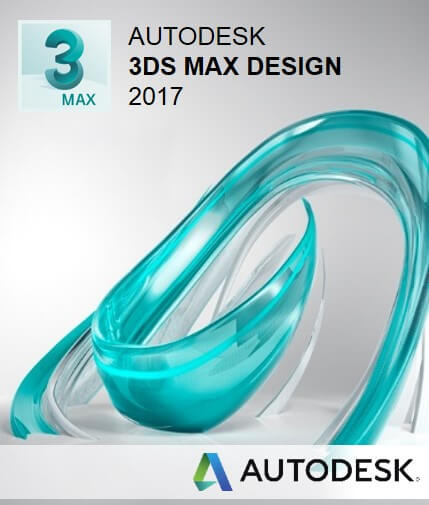 AUTODESK
3DS MAX DESIGN
2017
3
MAX
AUTODESK®